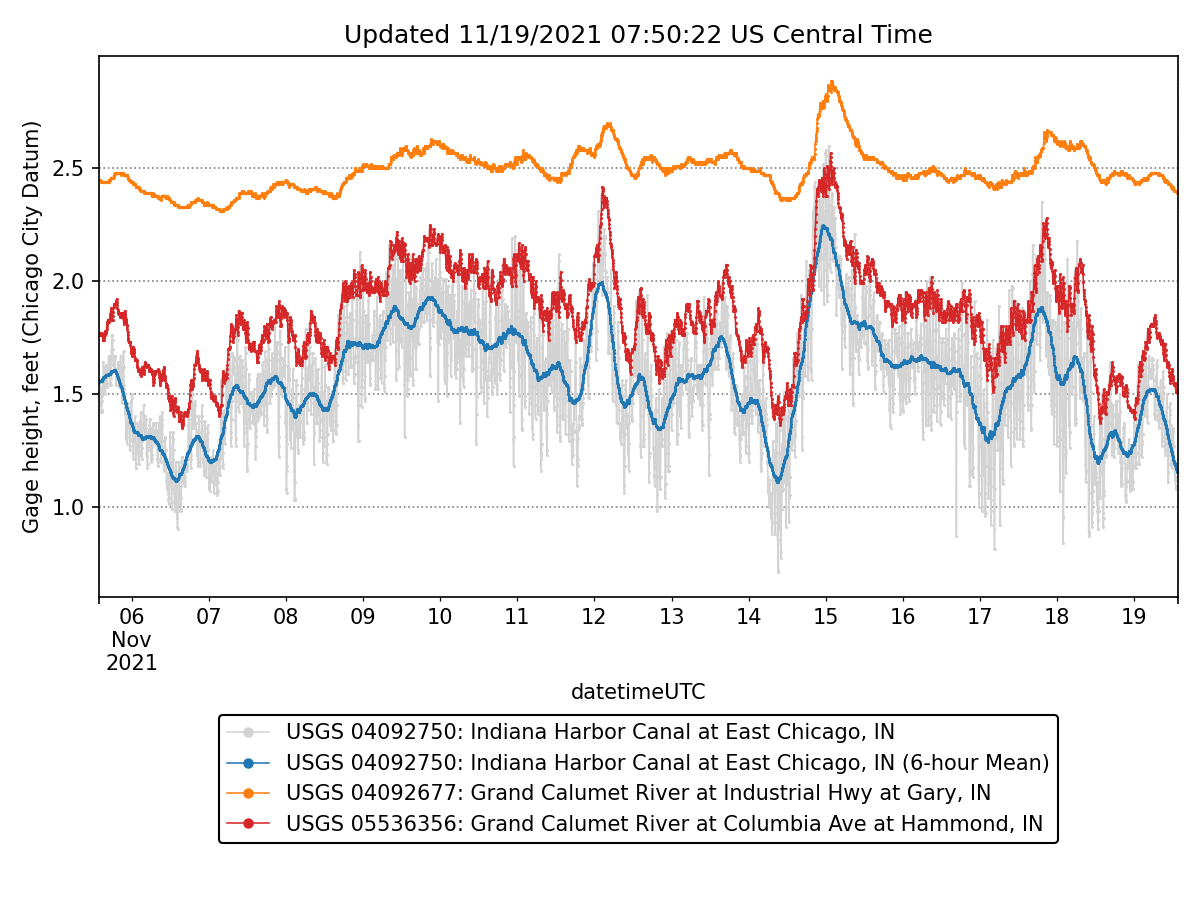 Updated 11/19/2021 07:50:22 US Central Time
Gage height, feet (Chicago City Datum)
2.5
2.0
1.5
1.0
06 07 08 09 10 11 12 13 14 15 16 17 18 19
Nov
2021
datetimeUTC
USGS 04092750: Indiana Harbor Canal at East Chicago, IN
USGS 04092750: Indiana Harbor Canal at East Chicago, IN (6-hour Mean)
USGS 04092677: Grand Calumet River at Industrial Hwy at Gary, IN
USGS 05536356: Grand Calumet River at Columbia Ave at Hammond, IN